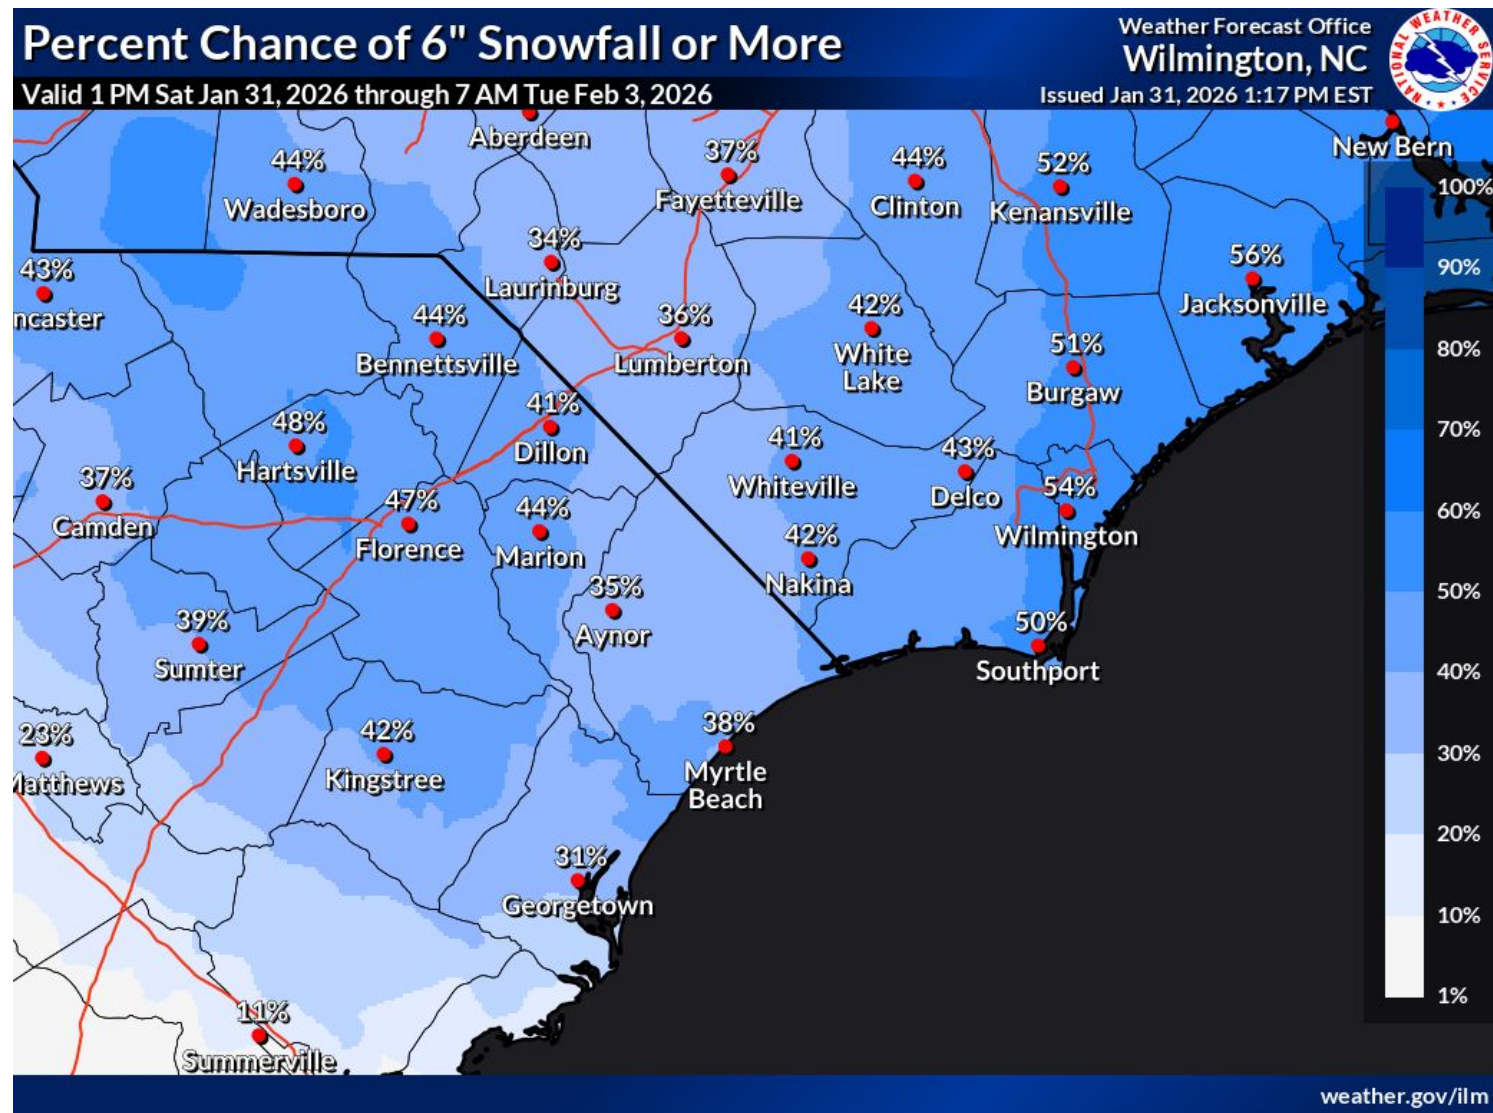 Percent Chance of 6" Snowfall or More
Valid 1 PM Sat Jan 31, 2026 through 7 AM Tue Feb 3, 2026
Weather Forecast Office
Wilmington, NC
Issued Jan 31, 2026 1:17 PM EST
NATIONAL WEATHER SERVICE
Aberdeen
New Bern
44%
Wadesboro
37%
Fayetteville
44%
Clinton
52%
Kenansville
34%
Laurinburg
43%
ncaster
56%
Jacksonville
44%
Bennettsville
36%
Lumberton
42%
White
Lake
51%
Burgaw
41%
Dillon
48%
Hartsville
41%
Whiteville
43%
Delco
37%
Camden
54%
Wilmington
47%
Florence
44%
Marion
42%
Nakina
35%
Aynor
39%
Sumter
50%
Southport
23%
Matthews
42%
Kingstree
38%
Myrtle
Beach
31%
Georgetown
11%
Summerville
100%
90%
80%
70%
60%
50%
40%
30%
20%
10%
1%
weather.gov/ilm